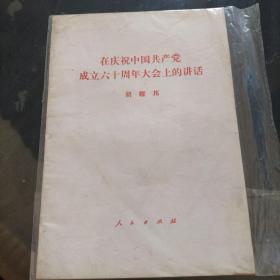 在庆祝中国共产党
成立六十周年大会上的讲话
胡耀邦
人民出版社